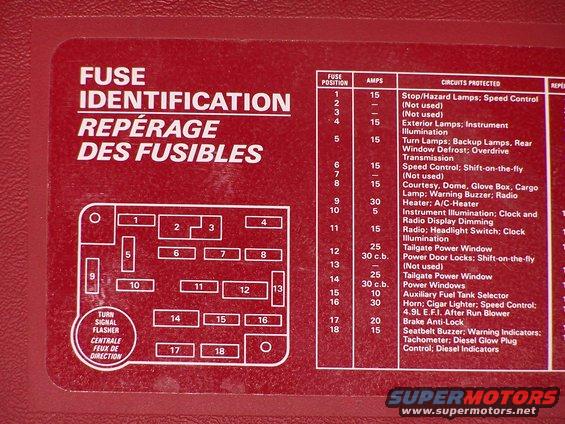 FUSE
IDENTIFICATION
REPÉRAGE
DES FUSIBLES
1
2
3
4
5
6
7
8
9
10
11
12
13
14
15
16
17
18
TURN
SIGNAL
FLASHER
CENTRALE
FEUX DE
DIRECTION
FUSE POSITION AMPS CIRCUITS PROTECTED
1 15 Stop/Hazard Lamps; Speed Control
2 — (Not used)
3 — (Not used)
4 15 Exterior Lamps; Instrument
Illumination
5 15 Turn Lamps; Backup Lamps, Rear
Window Defrost; Overdrive
Transmission
6 15 Speed Control; Shift-on-the-fly
7 — (Not used)
8 15 Courtesy, Dome, Glove Box, Cargo
Lamp; Warning Buzzer; Radio
9 30 Heater; A/C-Heater
10 5 Instrument Illumination; Clock and
Radio Display Dimming
11 15 Radio; Headlight Switch; Clock
Illumination
12 25 Tailgate Power Window
30 c.b. Power Door Locks; Shift-on-the-fly
13 — (Not used)
14 25 Tailgate Power Window
30 c.b. Power Windows
15 10 Auxiliary Fuel Tank Selector
16 30 Horn; Cigar Lighter; Speed Control;
4.9L E.F.I. After Run Blower
17 20 Brake Anti-Lock
18 15 Seatbelt Buzzer; Warning Indicators;
Tachometer; Diesel Glow Plug
Control; Diesel Indicators
SUPERMOTORS
www.supermotors.net